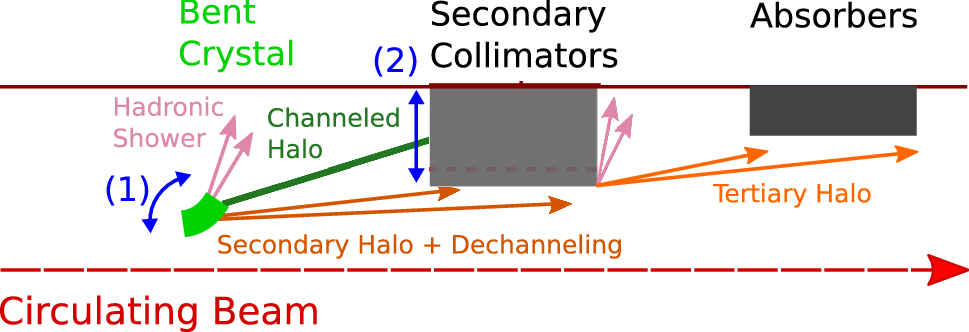 Bent
Crystal
Secondary
Collimators
Absorbers
(2)
Hadronic
Shower
Channeled
Halo
(1)
Tertiary Halo
Secondary Halo + Dechanneling
Circulating Beam